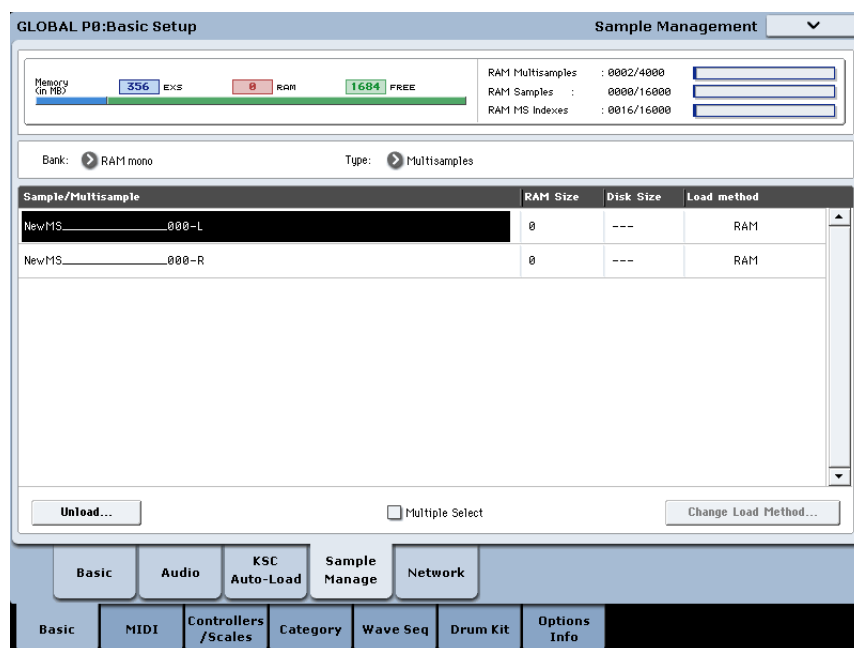 GLOBAL P0:Basic Setup
Sample Management
Memory
(in MB)
356 EXS
0 RAM
1684 FREE
RAM Multisamples : 0002/4000
RAM Samples : 0000/16000
RAM MS Indexes : 0016/16000
Bank: RAM mono
Type: Multisamples
Sample/Multisample RAM Size Disk Size Load method
NewMS______________000-L 0 --- RAM
NewMS______________000-R 0 --- RAM
Unload...
Multiple Select
Change Load Method...
Basic
Audio
KSC
Auto-Load
Sample
Manage
Network
Basic
MIDI
Controllers
/Scales
Category
Wave Seq
Drum Kit
Options
Info